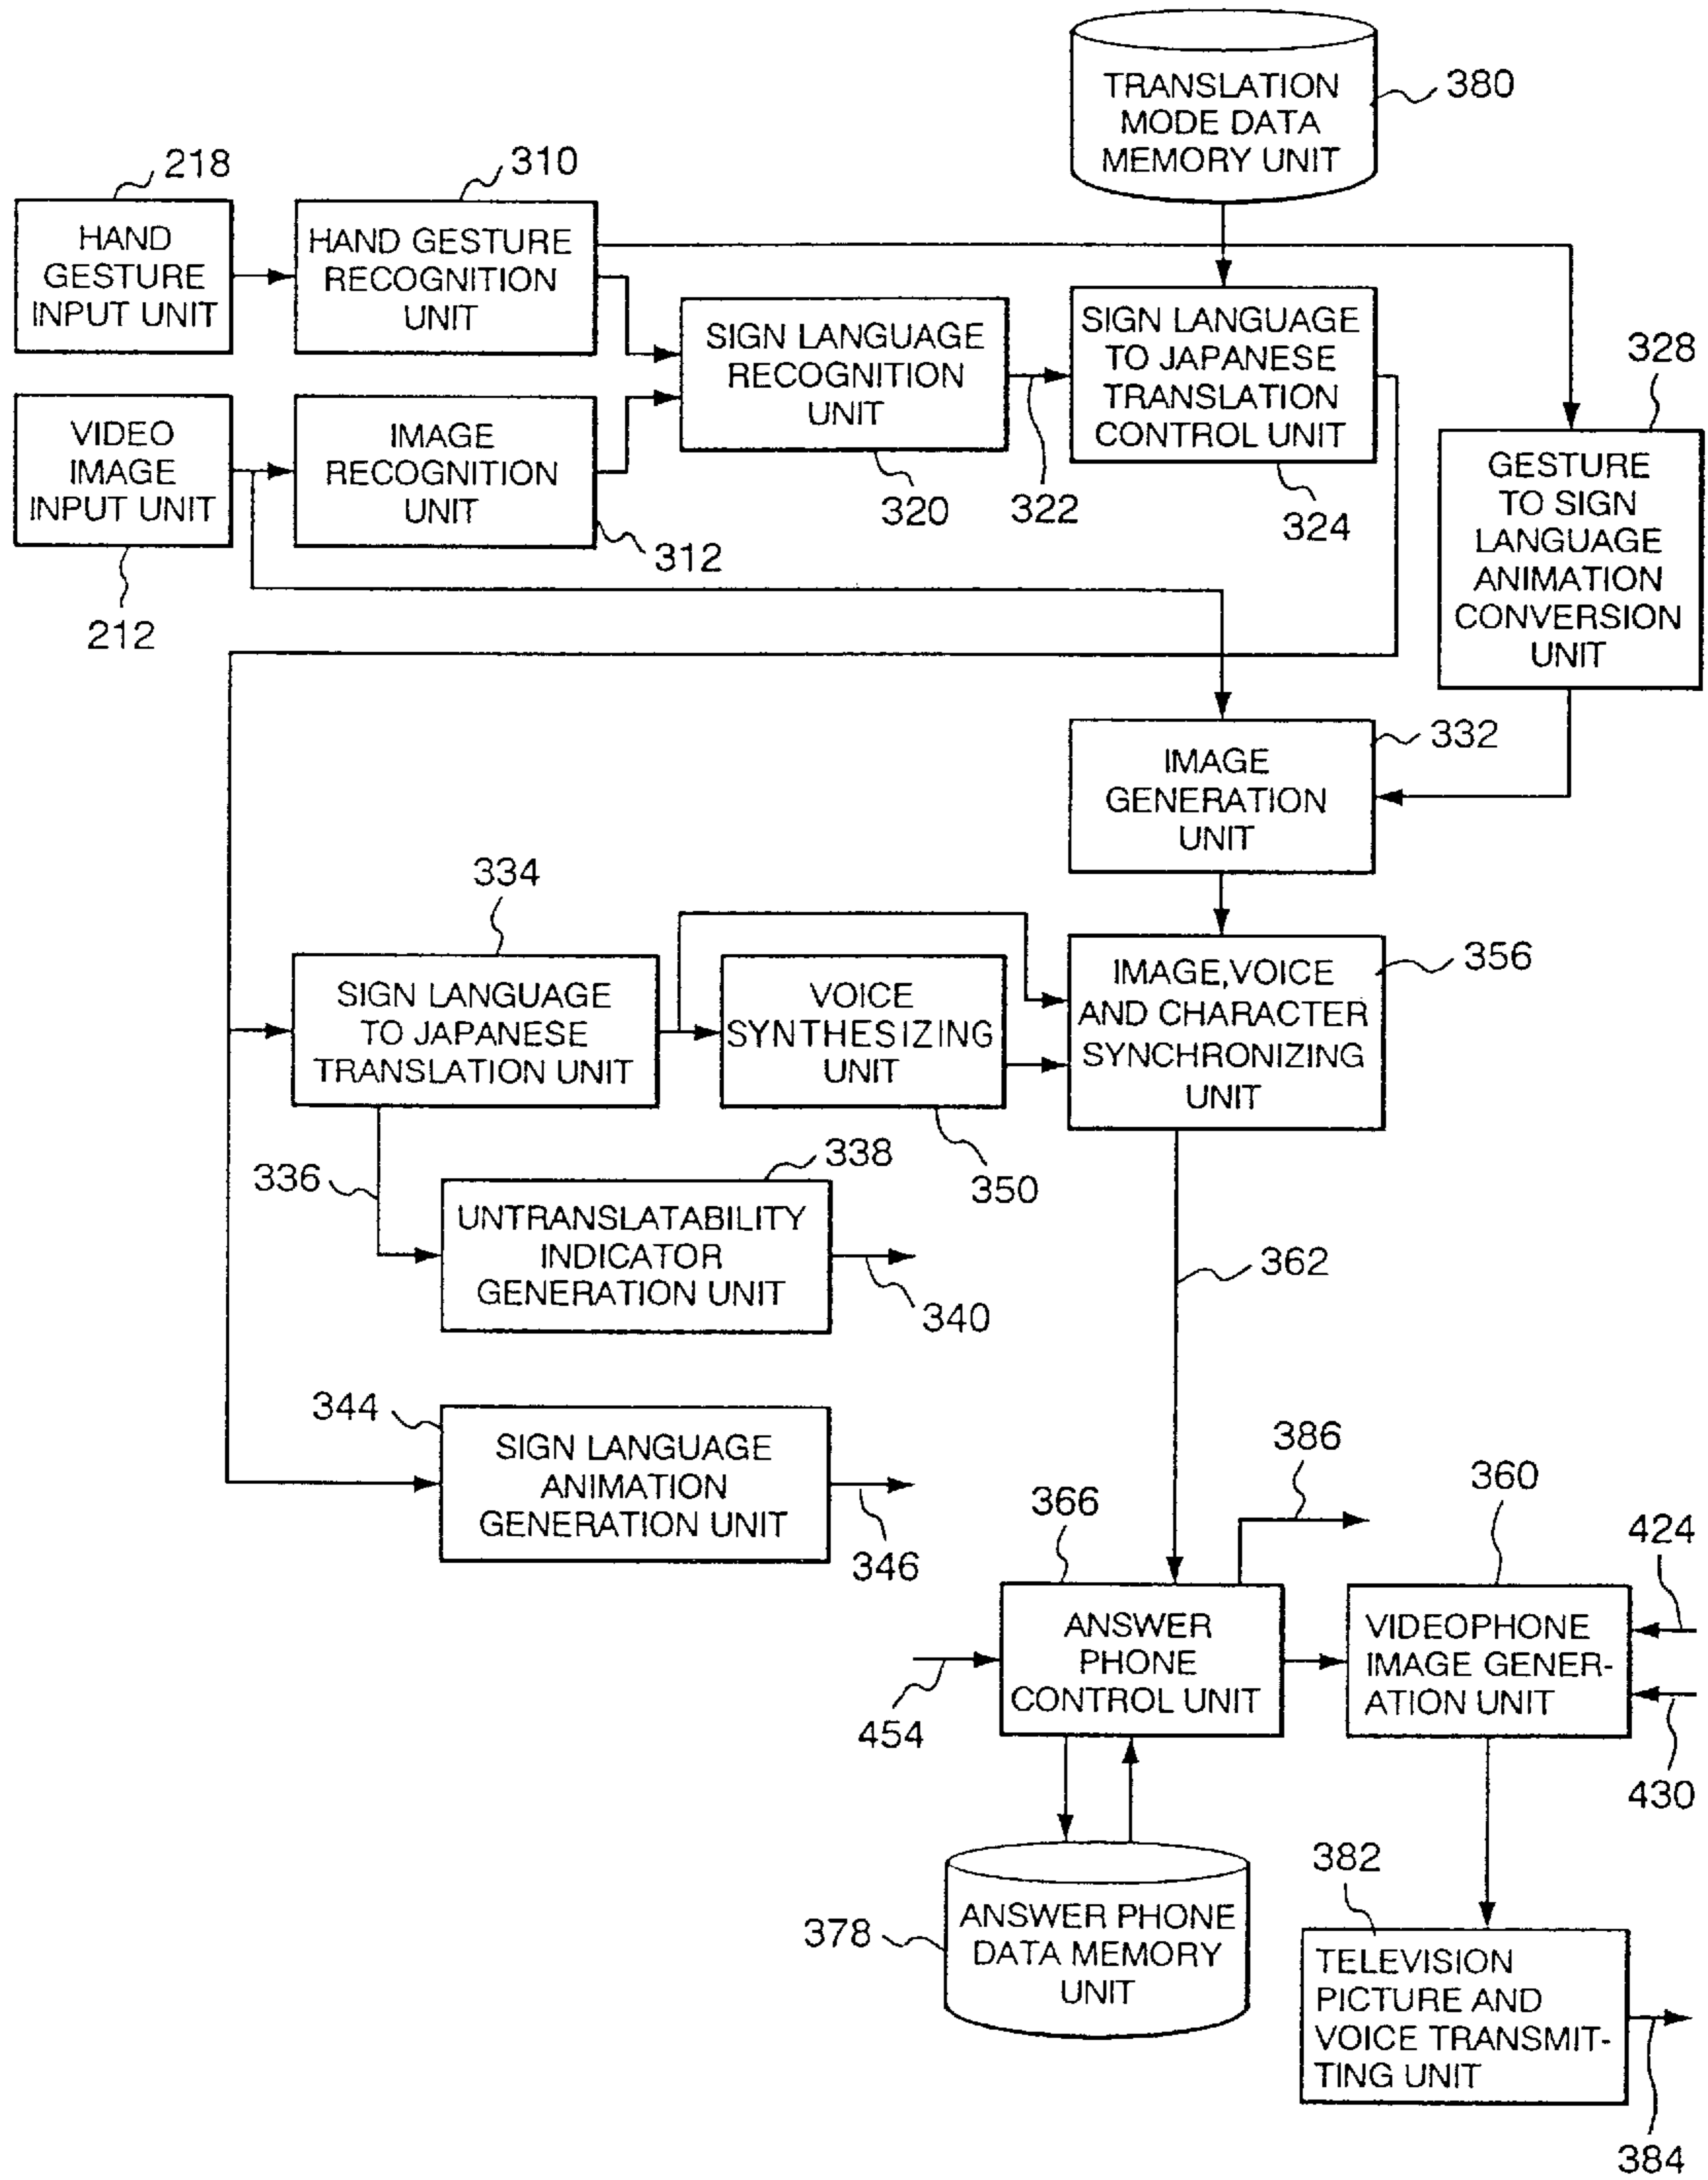 TRANSLATION
MODE DATA
MEMORY UNIT
380
218
HAND
GESTURE
INPUT UNIT
310
HAND GESTURE
RECOGNITION
UNIT
SIGN LANGUAGE
RECOGNITION
UNIT
320
322
SIGN LANGUAGE
TO JAPANESE
TRANSLATION
CONTROL UNIT
324
328
GESTURE
TO SIGN
LANGUAGE
ANIMATION
CONVERSION
UNIT
VIDEO
IMAGE
INPUT UNIT
212
IMAGE
RECOGNITION
UNIT
312
332
IMAGE
GENERATION
UNIT
334
SIGN LANGUAGE
TO JAPANESE
TRANSLATION UNIT
VOICE
SYNTHESIZING
UNIT
350
356
IMAGE,VOICE
AND CHARACTER
SYNCHRONIZING
UNIT
336
338
UNTRANSLATABILITY
INDICATOR
GENERATION UNIT
340
362
344
SIGN LANGUAGE
ANIMATION
GENERATION UNIT
346
386
366
ANSWER
PHONE
CONTROL UNIT
454
360
VIDEOPHONE
IMAGE GENER-
ATION UNIT
424
430
378
ANSWER PHONE
DATA MEMORY
UNIT
382
TELEVISION
PICTURE AND
VOICE TRANSMIT-
TING UNIT
384